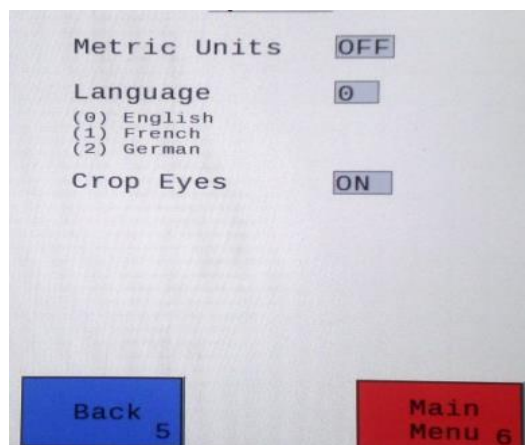 Metric Units OFF
Language 0
(0) English
(1) French
(2) German
Crop Eyes ON
Back
5
Main
Menu 6